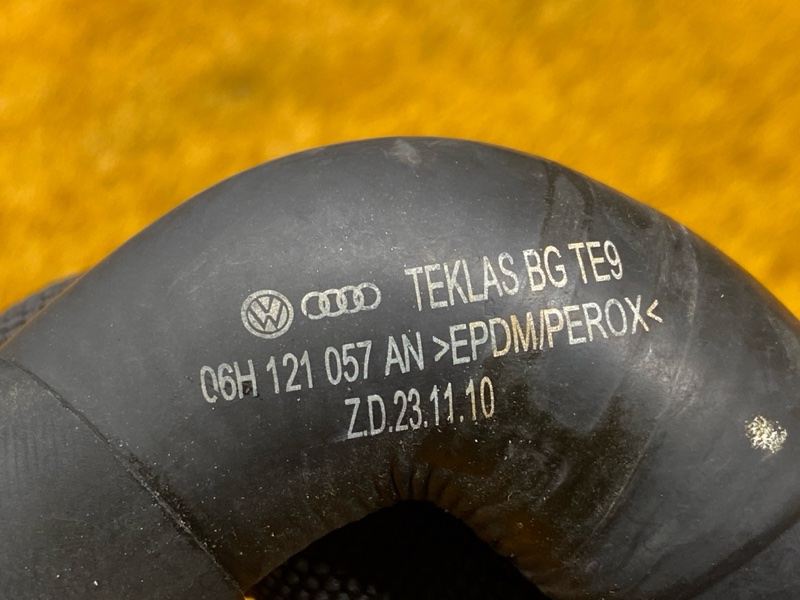 TEKLAS BG TE9
06H 121 057 AN >EPDM/PEROX<
Z.D.23.11.10